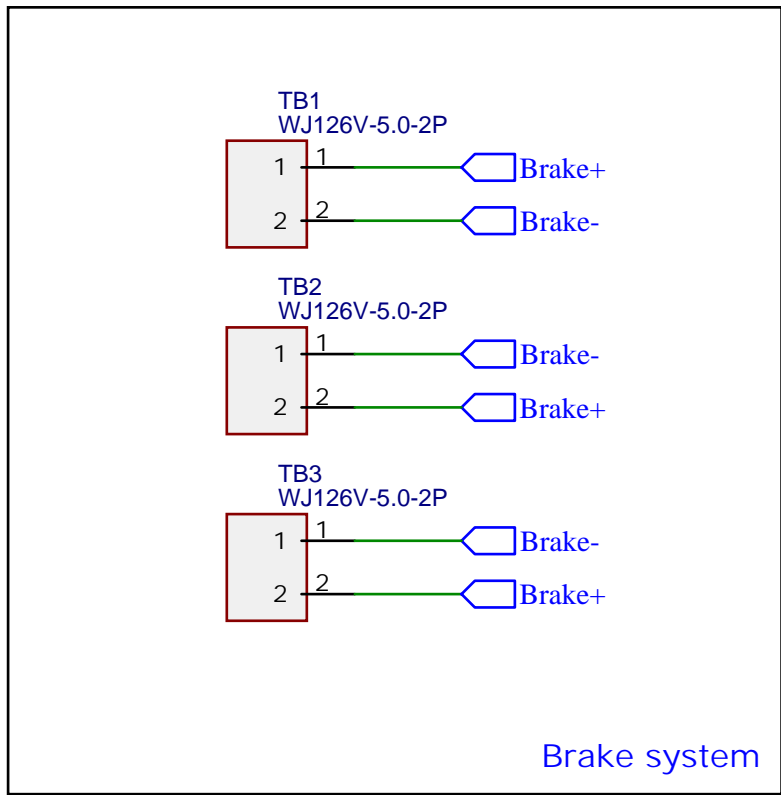 TB1
WJ126V-5.0-2P
1 1 Brake+
2 2 Brake-
TB2
WJ126V-5.0-2P
1 1 Brake-
2 2 Brake+
TB3
WJ126V-5.0-2P
1 1 Brake-
2 2 Brake+
Brake system